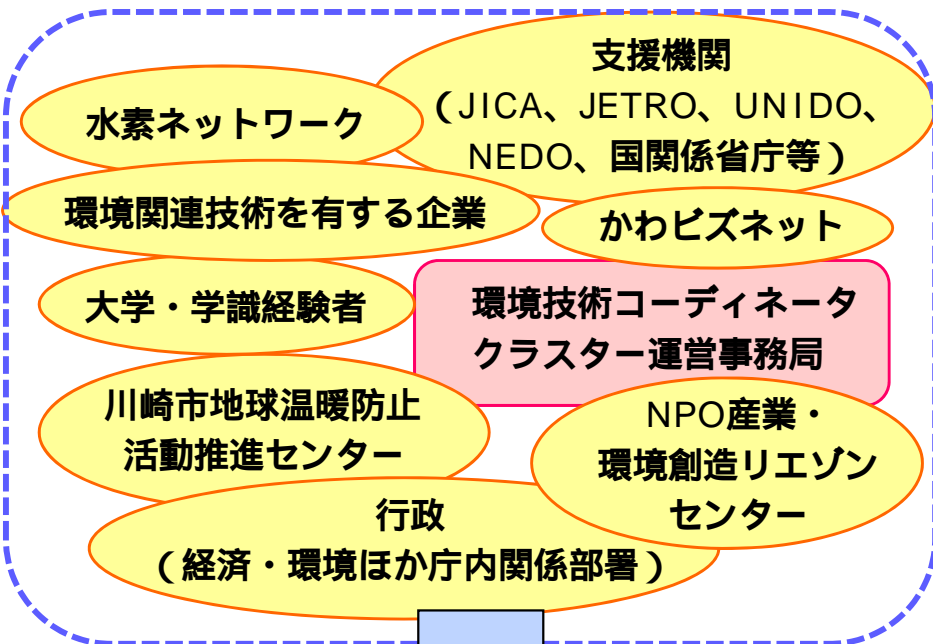 支援機関
（JICA、JETRO、UNIDO、
NEDO、国関係省庁等）
水素ネットワーク
環境関連技術を有する企業
かわビズネット
大学・学識経験者
環境技術コーディネータ
クラスター運営事務局
川崎市地球温暖防止
活動推進センター
NPO産業・
環境創造リエゾン
センター
行政
（経済・環境ほか庁内関係部署）